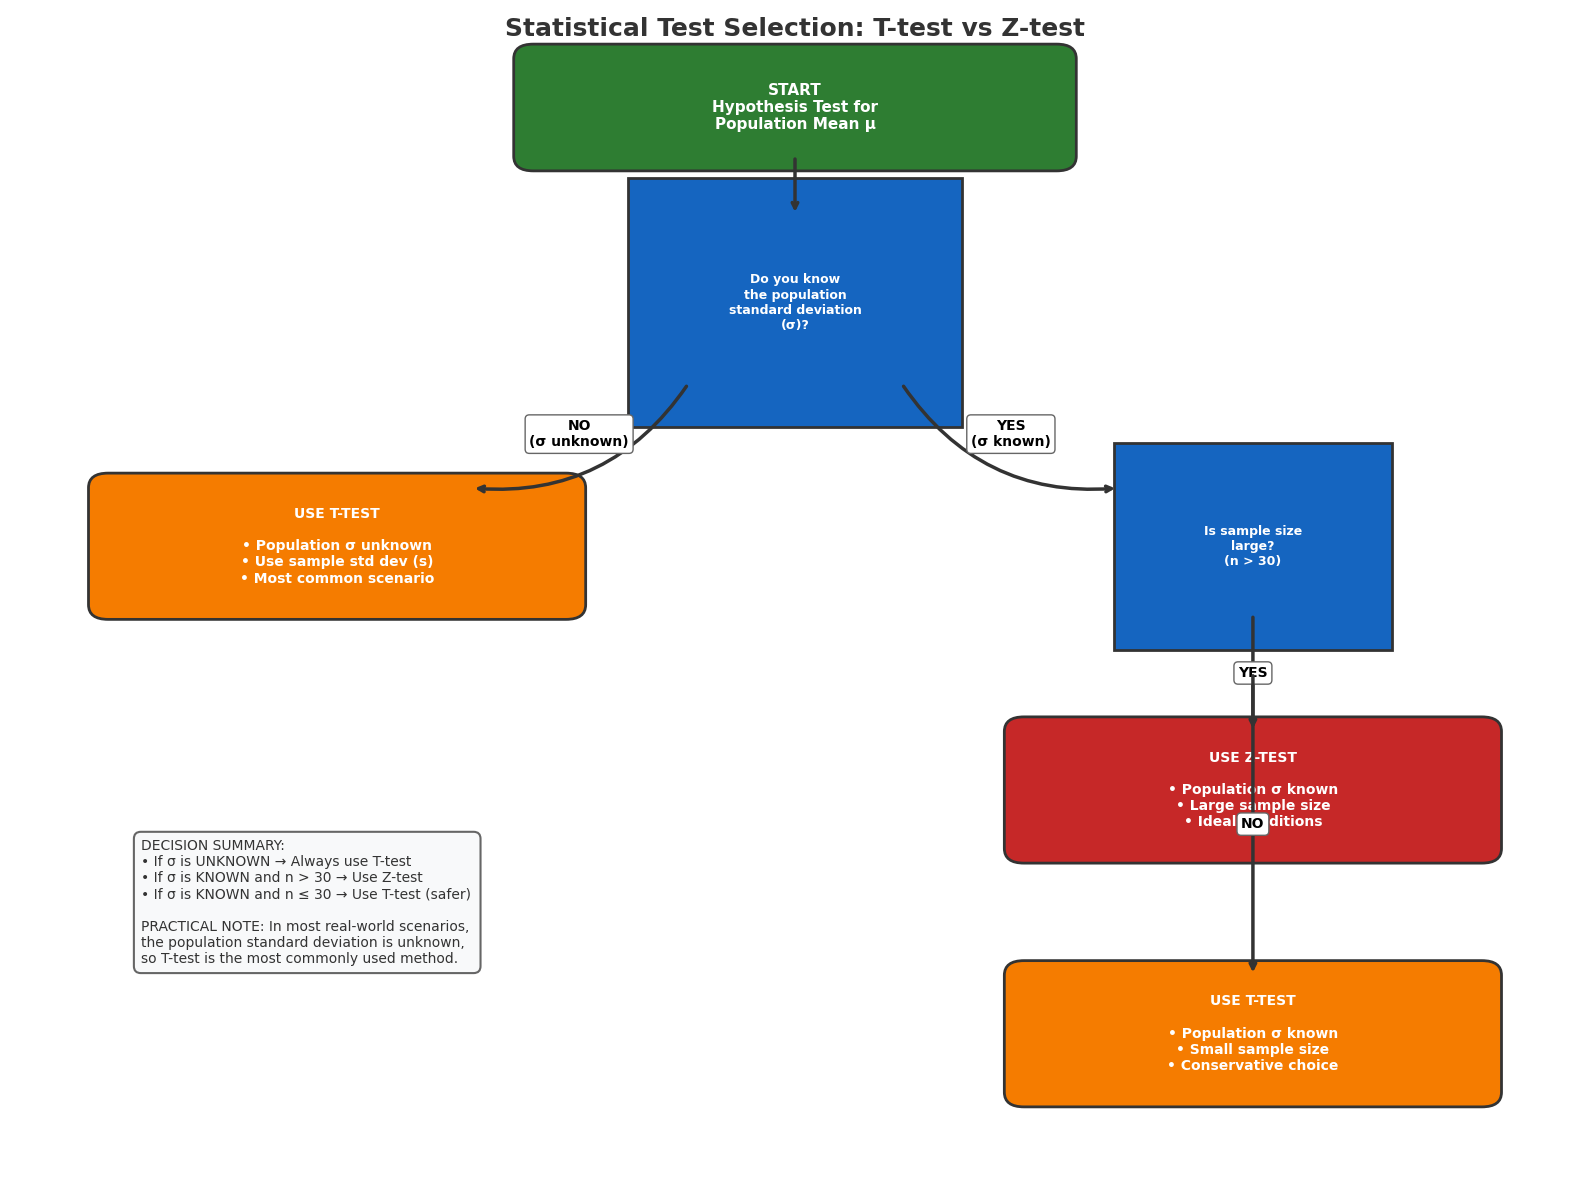 Statistical Test Selection: T-test vs Z-test
START
Hypothesis Test for
Population Mean μ
Do you know
the population
standard deviation
(σ)?
NO
(σ unknown)
YES
(σ known)
USE T-TEST
• Population σ unknown
• Use sample std dev (s)
• Most common scenario
Is sample size
large?
(n > 30)
YES
USE Z-TEST
• Population σ known
• Large sample size
• Ideal conditions
NO
USE T-TEST
• Population σ known
• Small sample size
• Conservative choice
DECISION SUMMARY:
• If σ is UNKNOWN → Always use T-test
• If σ is KNOWN and n > 30 → Use Z-test
• If σ is KNOWN and n ≤ 30 → Use T-test (safer)
PRACTICAL NOTE: In most real-world scenarios,
the population standard deviation is unknown,
so T-test is the most commonly used method.